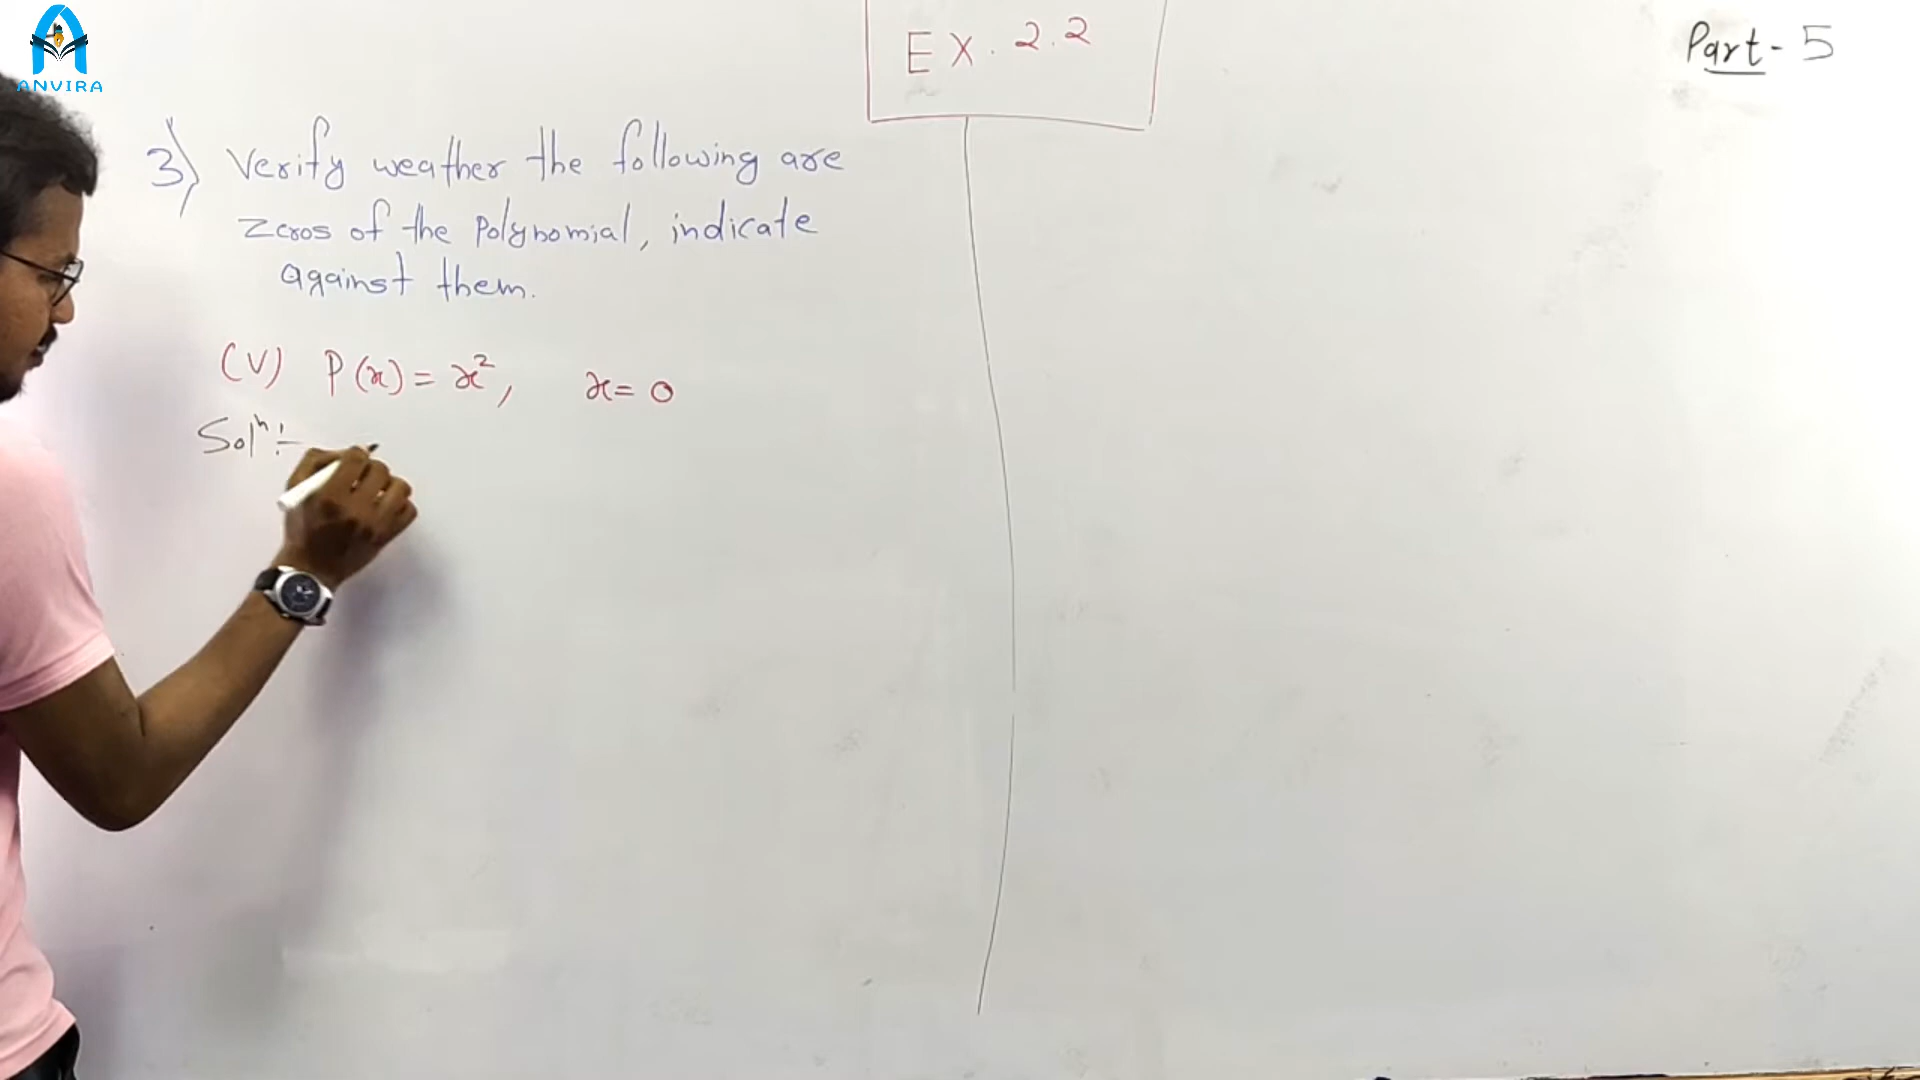 ANVIRA
EX. 2.2
Part - 5
3) Verify weather the following are
zeros of the Polynomial, indicate
against them.
(V) P(x) = x², x = 0
Solⁿ:-